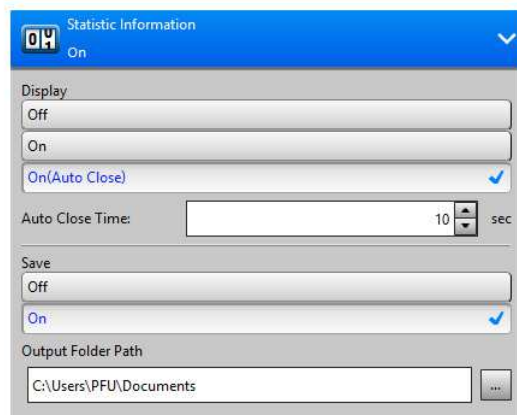 Statistic Information
On
Display
Off
On
On(Auto Close)
Auto Close Time: 10 sec
Save
Off
On
Output Folder Path
C:\Users\PFU\Documents ...